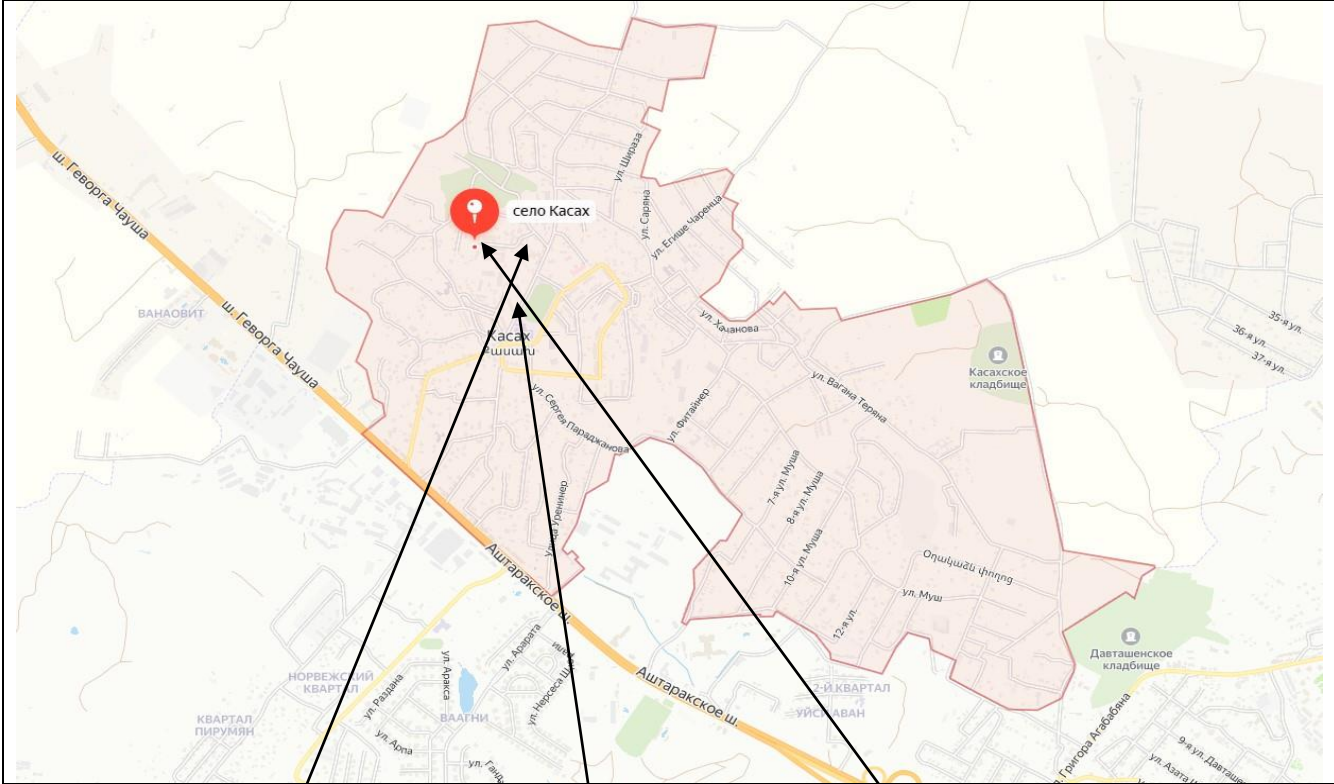 ш. Геворга Чауша
ул. Шираза
село Касах
ул. Саряна
ул. Егише Чаренца
ВАНАОВИТ
ш. Геворга Чауша
35-я ул.
36-я ул.
37-я ул.
ул. Хачанова
Касах
Քասախ
Касахское
кладбище
ул. Вагана Теряна
ул. Фитайнер
ул. Сергея Параджанова
7-я ул. Муша
8-я ул. Муша
Улица Уренинер
10-я ул. Муша
Аштаракское ш.
Օղակաձև փողոց
ул. Муш
12-я ул.
Давташенское
кладбище
ул. Арарата
НОРВЕЖСКИЙ
КВАРТАЛ
ул. Аракса
ул. Раздана
ул. Нерсеса Ш
Аштаракское ш.
2-Й КВАРТАЛ
КВАРТАЛ
ПИРУМЯН
ВААГНИ
ул. Григора Агабабяна
ул. Арпа
9-я ул. Давташе
ул. Азата Ш